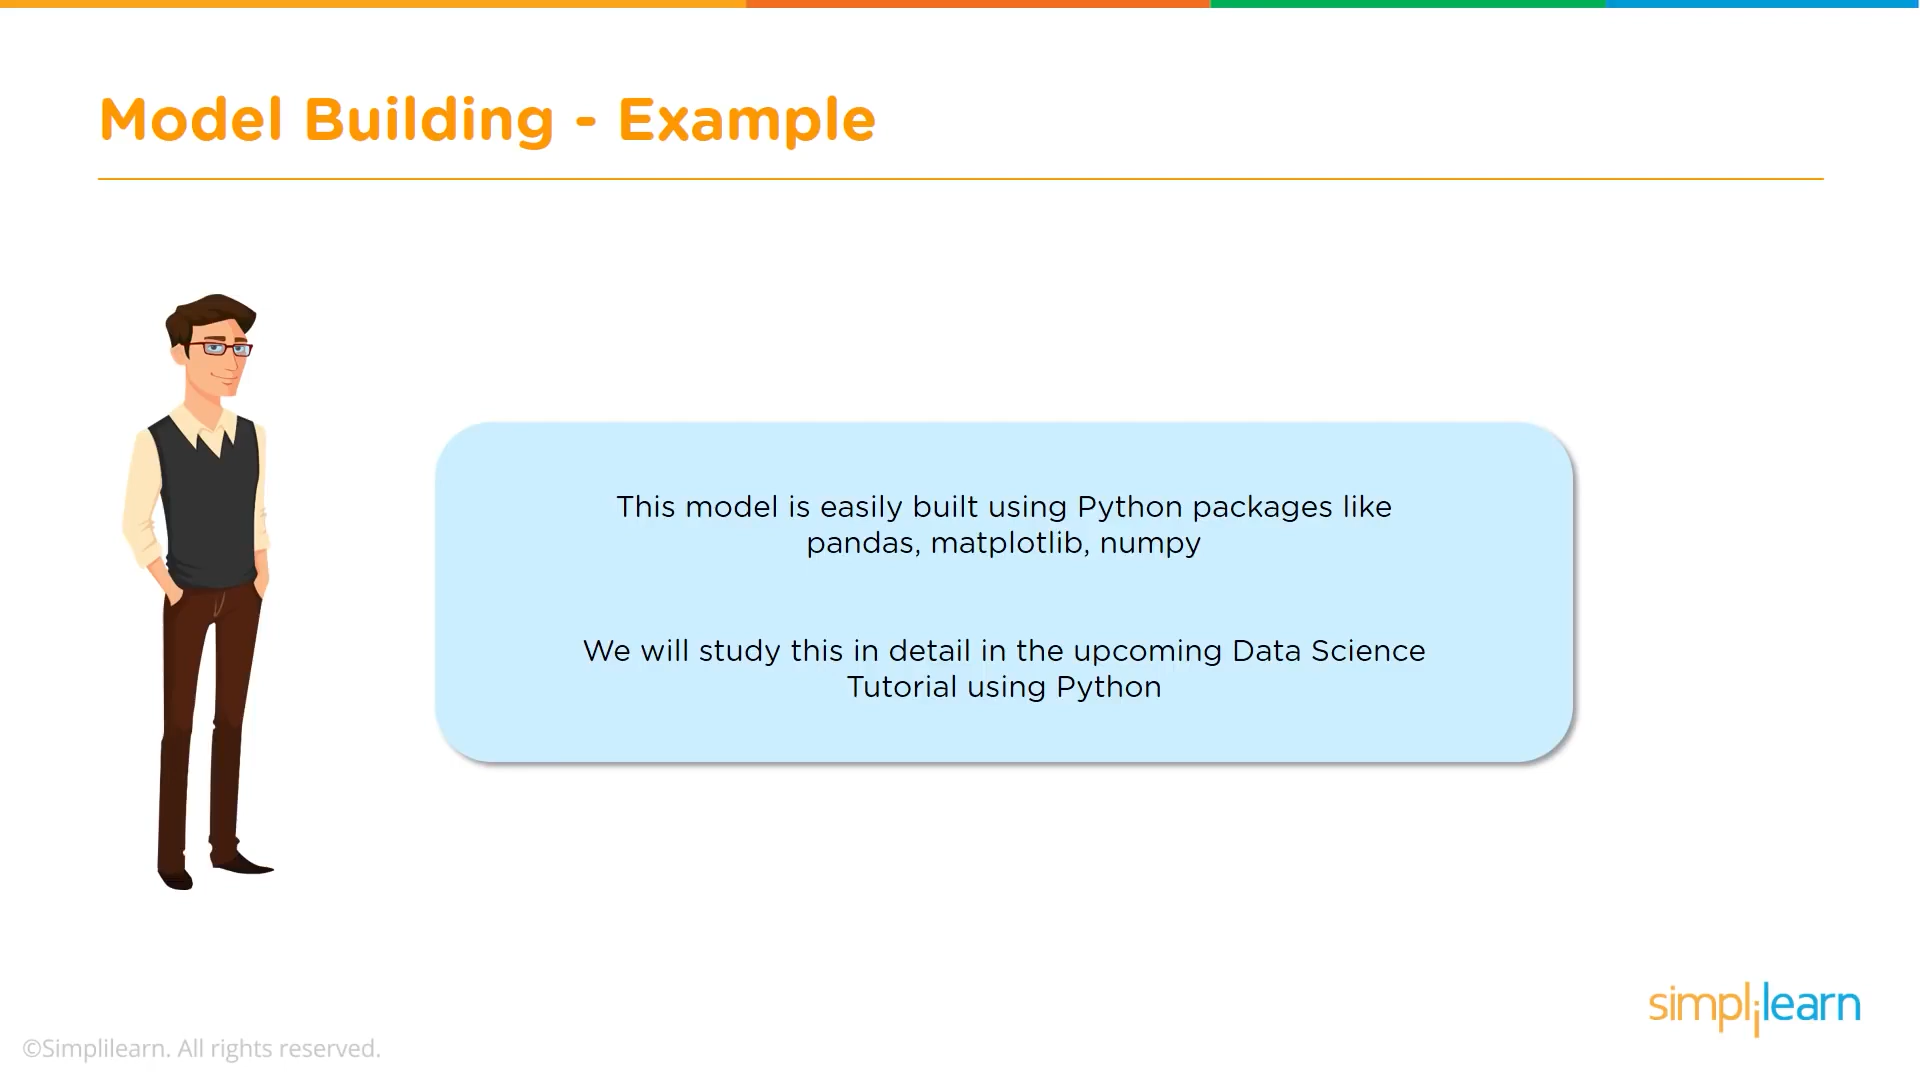 Model Building - Example
This model is easily built using Python packages like
pandas, matplotlib, numpy
We will study this in detail in the upcoming Data Science
Tutorial using Python
simplilearn
©Simplilearn. All rights reserved.